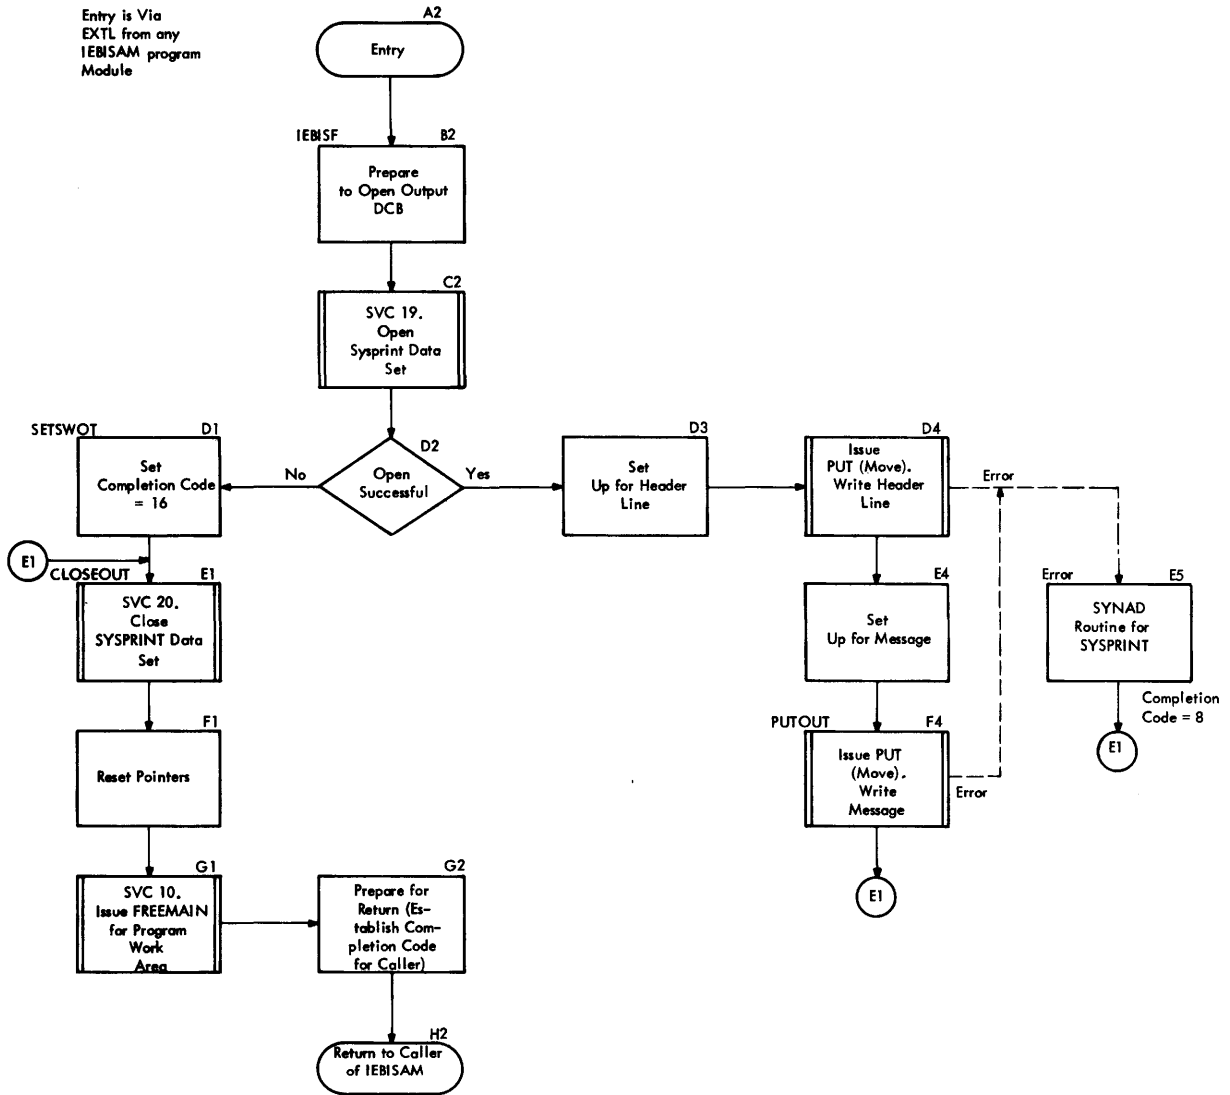 Entry is Via
EXTL from any
IEBISAM program
Module
A2
Entry
IEBISF
B2
Prepare
to Open Output
DCB
C2
SVC 19.
Open
Sysprint Data
Set
SETSWOT
D1
Set
Completion Code
= 16
No
D2
Open
Successful
Yes
D3
Set
Up for Header
Line
D4
Issue
PUT (Move).
Write Header
Line
Error
E1
CLOSEOUT
E1
SVC 20.
Close
SYSPRINT Data
Set
E4
Set
Up for Message
Error
E5
SYNAD
Routine for
SYSPRINT
Completion
Code = 8
E1
F1
Reset Pointers
PUTOUT
F4
Issue PUT
(Move).
Write
Message
Error
E1
G1
SVC 10.
Issue FREEMAIN
for Program
Work
Area
G2
Prepare for
Return (Es-
tablish Com-
pletion Code
for Caller)
H2
Return to Caller
of IEBISAM